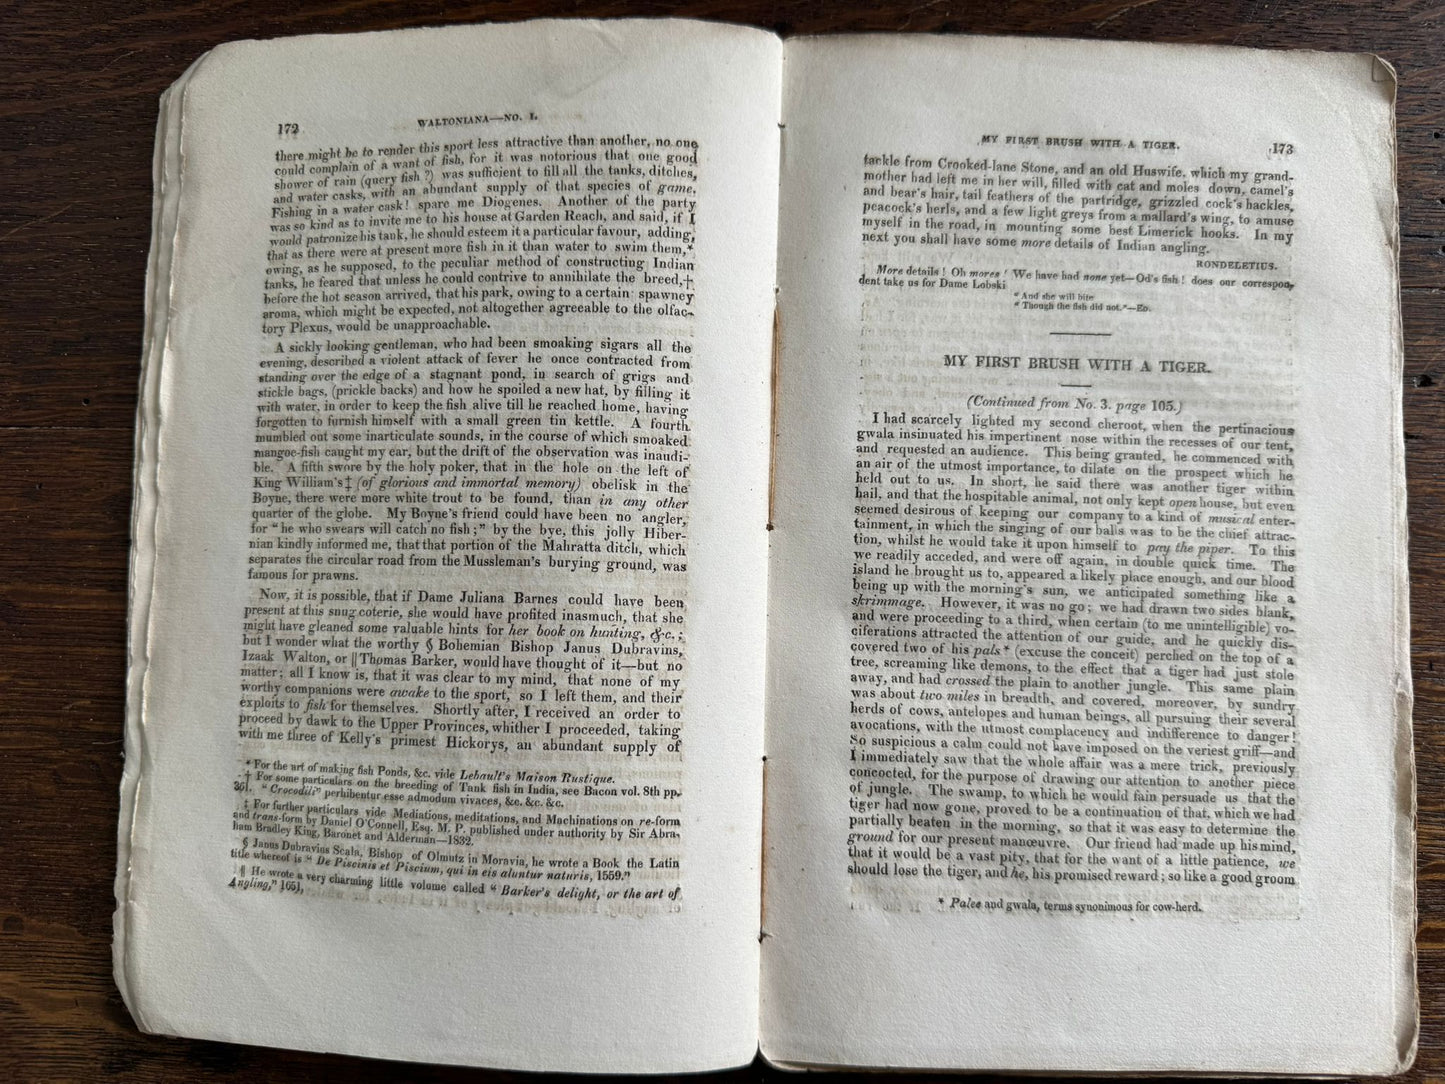 172
WALTONIANA—NO. I.
there might be to render this sport less attractive than another, no one
could complain of a want of fish, for it was notorious that one good
shower of rain (query fish ?) was sufficient to fill all the tanks, ditches,
and water casks, with an abundant supply of that species of game.
Fishing in a water cask! spare me Diogenes. Another of the party
was so kind as to invite me to his house at Garden Reach, and said, if I
would patronize his tank, he should esteem it a particular favour, adding,
that as there were at present more fish in it than water to swim them,*
owing, as he supposed, to the peculiar method of constructing Indian
tanks, he feared that unless he could contrive to annihilate the breed,†
before the hot season arrived, that his park, owing to a certain spawney
aroma, which might be expected, not altogether agreeable to the olfac-
tory Plexus, would be unapproachable.
A sickly looking gentleman, who had been smoaking sigars all the
evening, described a violent attack of fever he once contracted from
standing over the edge of a stagnant pond, in search of grigs and
stickle bags, (prickle backs) and how he spoiled a new hat, by filling it
with water, in order to keep the fish alive till he reached home, having
forgotten to furnish himself with a small green tin kettle. A fourth
mumbled out some inarticulate sounds, in the course of which smoaked
mangoe-fish caught my ear, but the drift of the observation was inaudi-
ble. A fifth swore by the holy poker, that in the hole on the left of
King William's‡ (of glorious and immortal memory) obelisk in the
Boyne, there were more white trout to be found, than in any other
quarter of the globe. My Boyne's friend could have been no angler,
for "he who swears will catch no fish;" by the bye, this jolly Hiber-
nian kindly informed me, that that portion of the Mahratta ditch, which
separates the circular road from the Mussleman's burying ground, was
famous for prawns.
Now, it is possible, that if Dame Juliana Barnes could have been
present at this snug coterie, she would have profited inasmuch, that she
might have gleaned some valuable hints for her book on hunting, &c.;
but I wonder what the worthy § Bohemian Bishop Janus Dubravins,
Izaak Walton, or ‖ Thomas Barker, would have thought of it—but no
matter; all I know is, that it was clear to my mind, that none of my
worthy companions were awake to the sport, so I left them, and their
exploits to fish for themselves. Shortly after, I received an order to
proceed by dawk to the Upper Provinces, whither I proceeded, taking
with me three of Kelly's primest Hickorys, an abundant supply of
* For the art of making fish Ponds, &c. vide Lebault's Maison Rustique.
† For some particulars on the breeding of Tank fish in India, see Bacon vol. 8th pp.
361. "Crocodili" perhibentur esse admodum vivaces, &c. &c. &c.
‡ For further particulars vide Mediations, meditations, and Machinations on re-form
and trans-form by Daniel O'Connell, Esq. M. P. published under authority by Sir Abra-
ham Bradley King, Baronet and Alderman—1832.
§ Janus Dubravius Scala, Bishop of Olmutz in Moravia, he wrote a Book the Latin
title whereof is "De Piscinis et Piscium, qui in eis aluntur naturis, 1559."
‖ He wrote a very charming little volume called "Barker's delight, or the art of
Angling," 1651,
MY FIRST BRUSH WITH A TIGER.
173
tackle from Crooked-lane Stone, and an old Huswife, which my grand-
mother had left me in her will, filled with cat and moles down, camel's
and bear's hair, tail feathers of the partridge, grizzled cock's hackles,
peacock's herls, and a few light greys from a mallard's wing, to amuse
myself in the road, in mounting some best Limerick hooks. In my
next you shall have some more details of Indian angling.
RONDELETIUS.
More details! Oh mores! We have had none yet—Od's fish! does our correspon-
dent take us for Dame Lobski
"And she will bite
"Though the fish did not."—ED.
MY FIRST BRUSH WITH A TIGER.
(Continued from No. 3. page 105.)
I had scarcely lighted my second cheroot, when the pertinacious
gwala insinuated his impertinent nose within the recesses of our tent,
and requested an audience. This being granted, he commenced with
an air of the utmost importance, to dilate on the prospect which he
held out to us. In short, he said there was another tiger within
hail, and that the hospitable animal, not only kept open house, but even
seemed desirous of keeping our company to a kind of musical enter-
tainment, in which the singing of our balls was to be the chief attrac-
tion, whilst he would take it upon himself to pay the piper. To this
we readily acceded, and were off again, in double quick time. The
island he brought us to, appeared a likely place enough, and our blood
being up with the morning's sun, we anticipated something like a
skrimmage. However, it was no go; we had drawn two sides blank,
and were proceeding to a third, when certain (to me unintelligible) vo-
ciferations attracted the attention of our guide, and he quickly dis-
covered two of his pals* (excuse the conceit) perched on the top of a
tree, screaming like demons, to the effect that a tiger had just stole
away, and had crossed the plain to another jungle. This same plain
was about two miles in breadth, and covered, moreover, by sundry
herds of cows, antelopes and human beings, all pursuing their several
avocations, with the utmost complacency and indifference to danger!
So suspicious a calm could not have imposed on the veriest griff—and
I immediately saw that the whole affair was a mere trick, previously
concocted, for the purpose of drawing our attention to another piece
of jungle. The swamp, to which he would fain persuade us that the
tiger had now gone, proved to be a continuation of that, which we had
partially beaten in the morning, so that it was easy to determine the
ground for our present manœuvre. Our friend had made up his mind,
that it would be a vast pity, that for the want of a little patience, we
should lose the tiger, and he, his promised reward; so like a good groom
* Palee and gwala, terms synonimous for cow-herd.